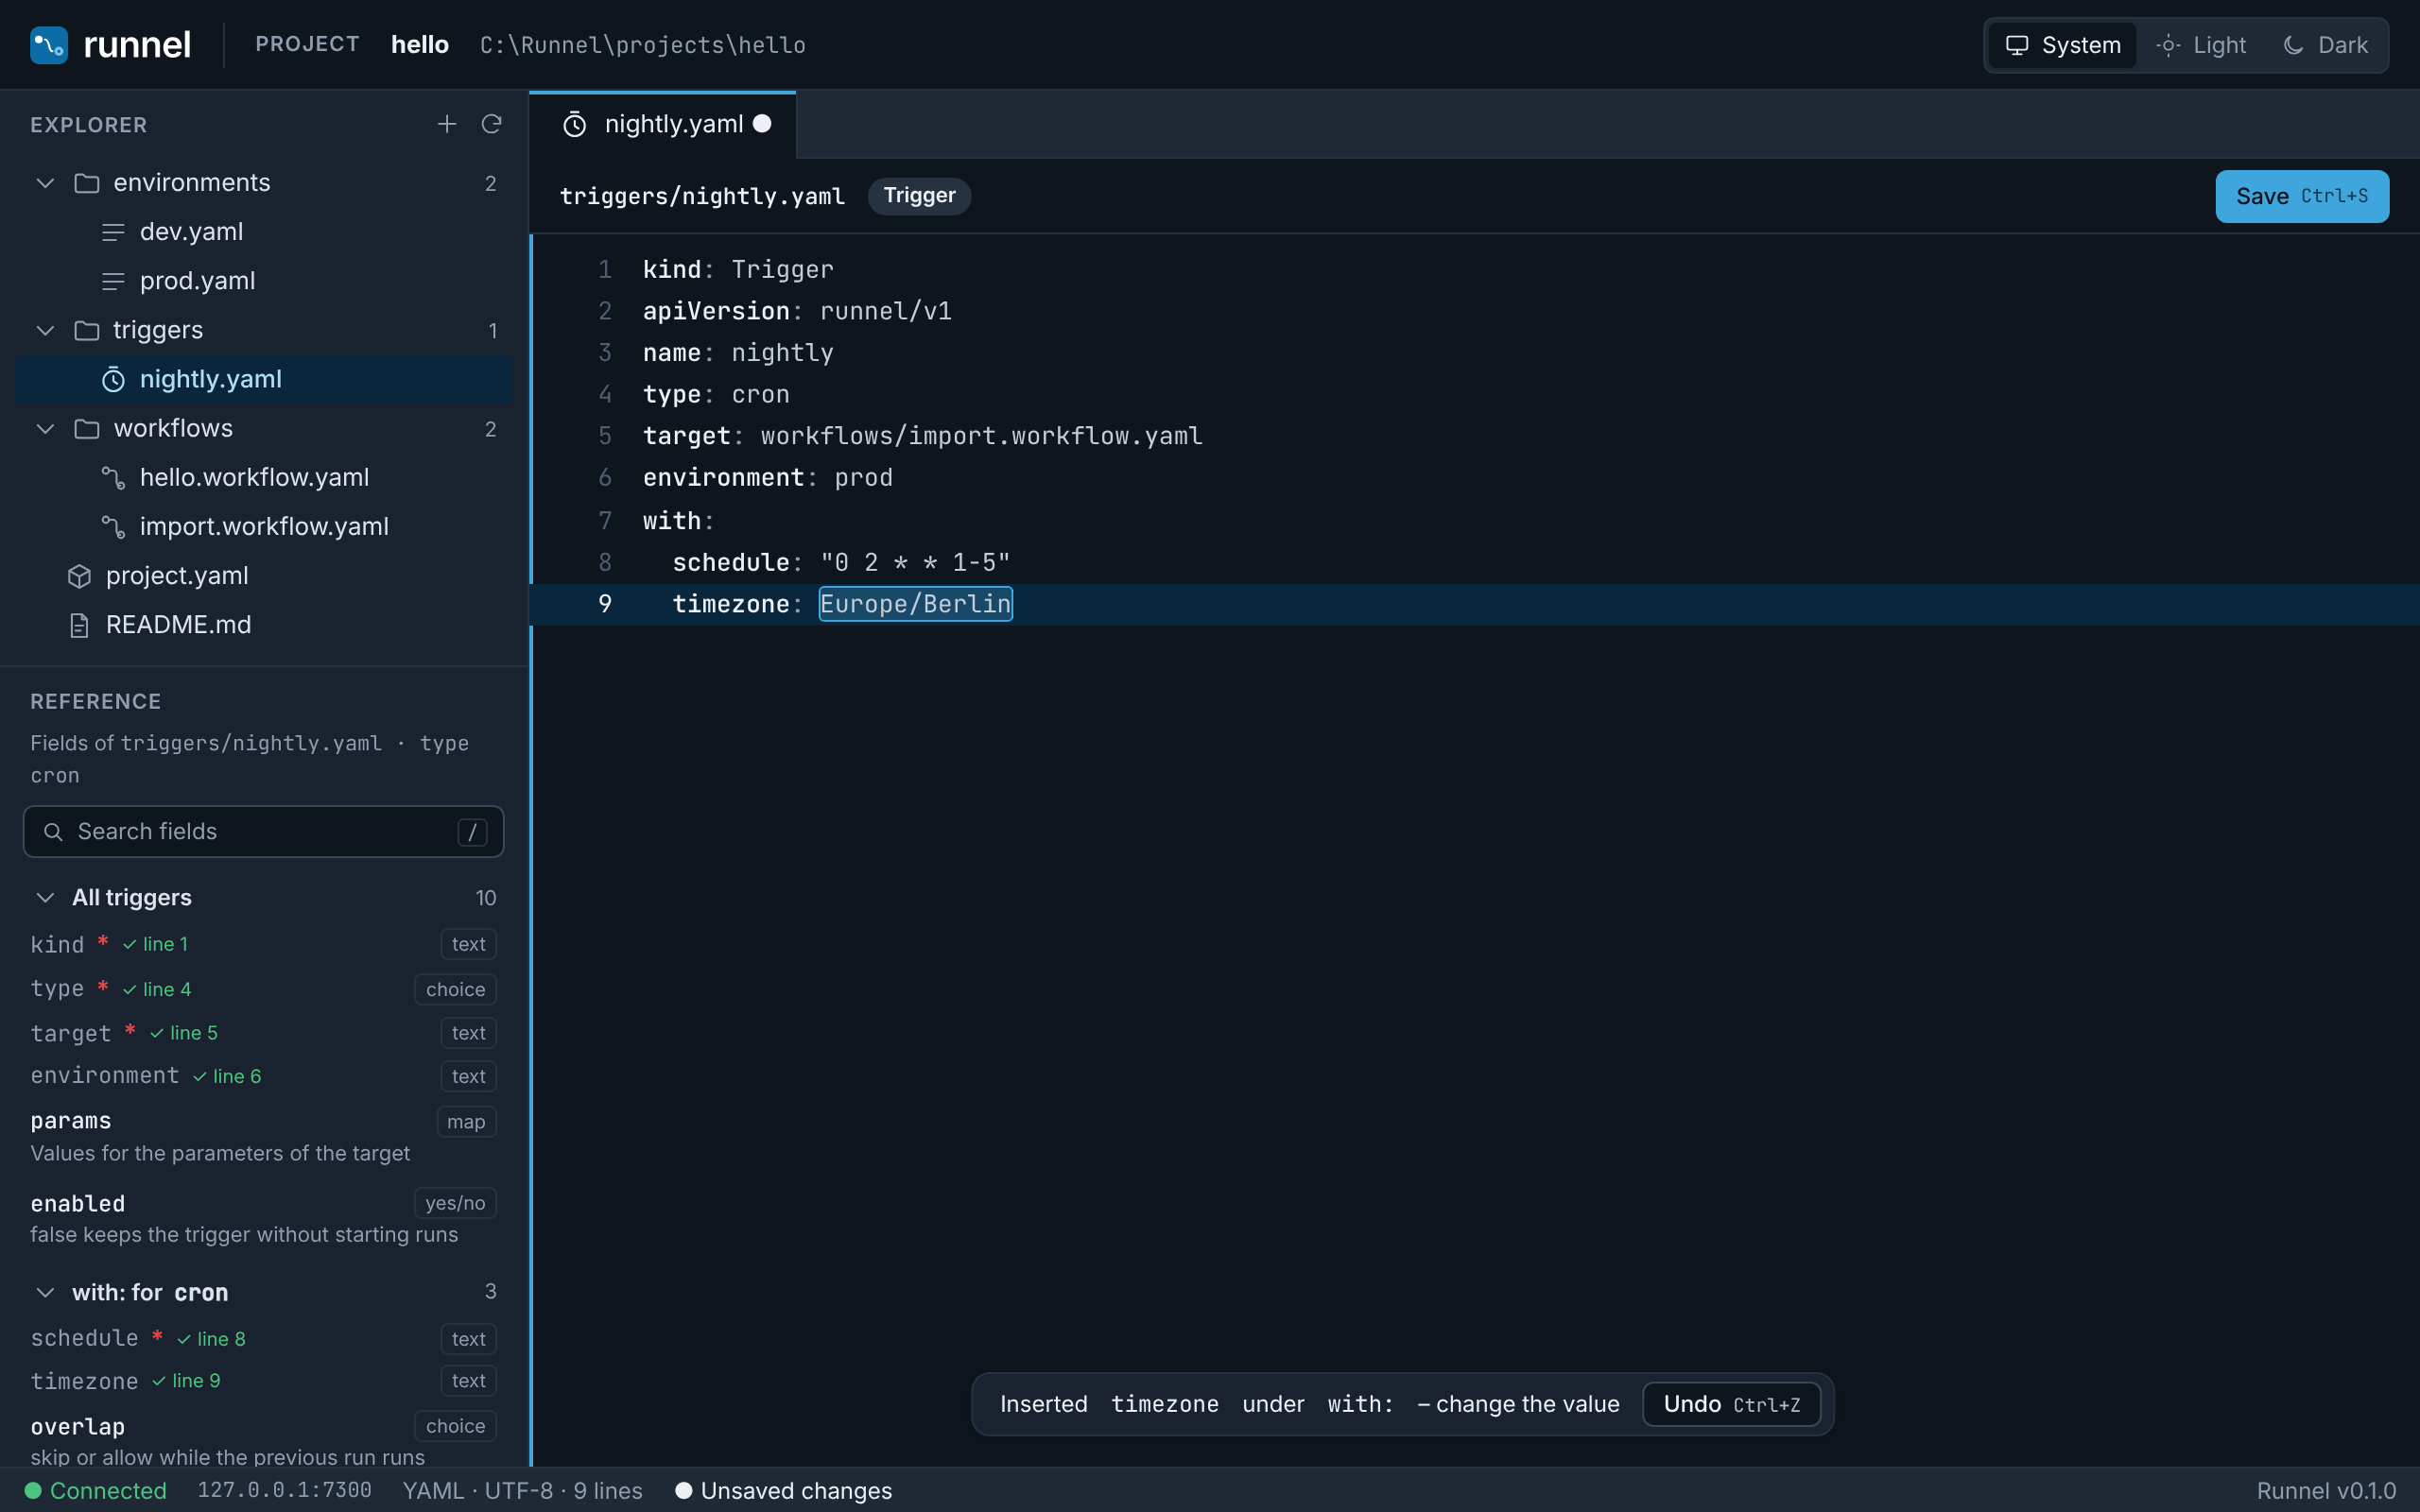 runnel PROJECT hello C:\Runnel\projects\hello System Light Dark
EXPLORER
environments 2
dev.yaml
prod.yaml
triggers 1
nightly.yaml
workflows 2
hello.workflow.yaml
import.workflow.yaml
project.yaml
README.md
REFERENCE
Fields of triggers/nightly.yaml · type
cron
Search fields /
All triggers 10
kind * ✓ line 1 text
type * ✓ line 4 choice
target * ✓ line 5 text
environment ✓ line 6 text
params map
Values for the parameters of the target
enabled yes/no
false keeps the trigger without starting runs
with: for cron 3
schedule * ✓ line 8 text
timezone ✓ line 9 text
overlap choice
skip or allow while the previous run runs
nightly.yaml
triggers/nightly.yaml Trigger Save Ctrl+S
1 kind: Trigger
2 apiVersion: runnel/v1
3 name: nightly
4 type: cron
5 target: workflows/import.workflow.yaml
6 environment: prod
7 with:
8 schedule: "0 2 * * 1-5"
9 timezone: Europe/Berlin
Inserted timezone under with: – change the value Undo Ctrl+Z
Connected 127.0.0.1:7300 YAML · UTF-8 · 9 lines Unsaved changes Runnel v0.1.0